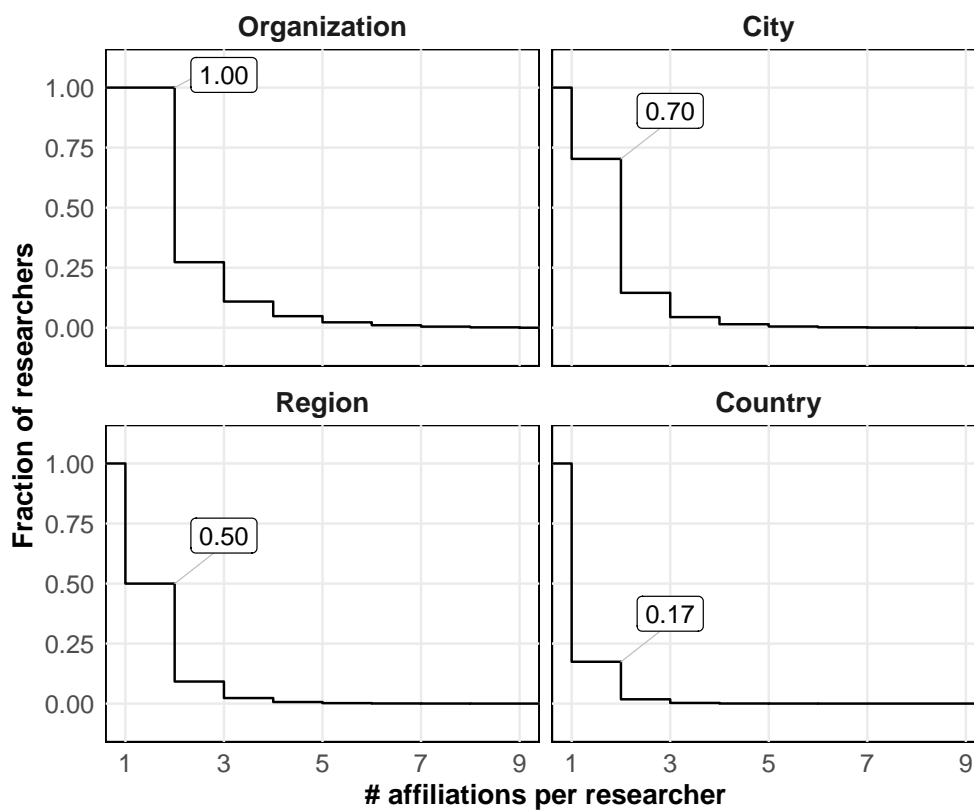 Organization
City
1.00
0.75
0.50
0.25
0.00
1.00
0.70
Region
Country
1.00
0.75
0.50
0.25
0.00
0.50
0.17
1 3 5 7 9
1 3 5 7 9
Fraction of researchers
# affiliations per researcher